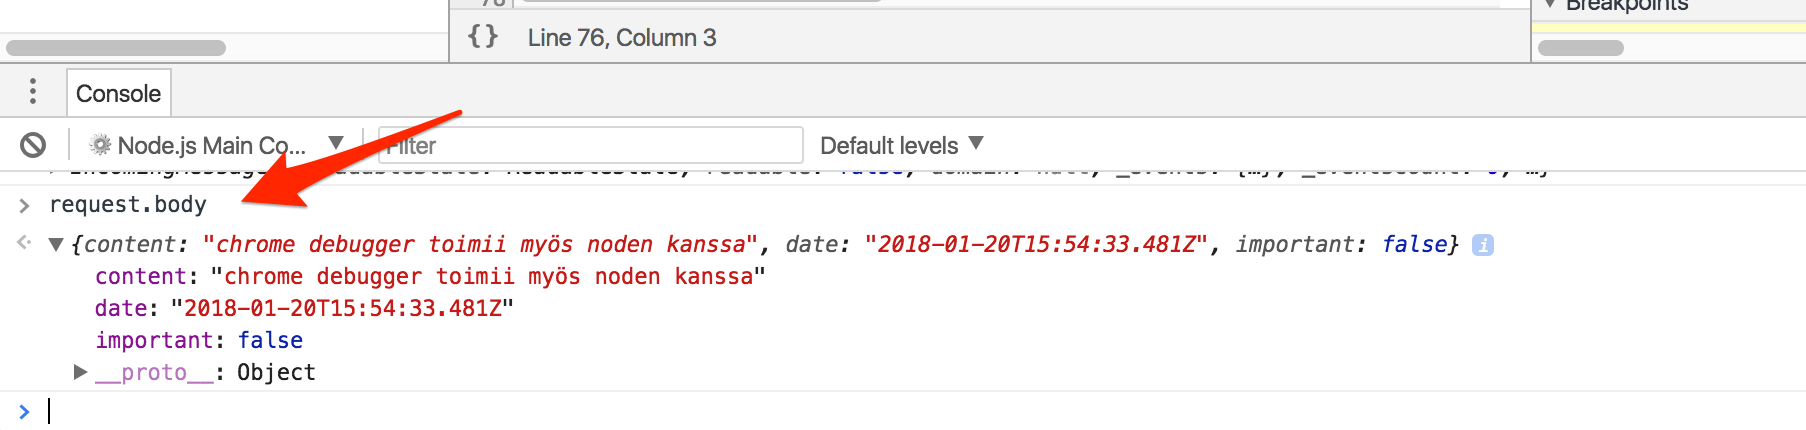 Breakpoints
{} Line 76, Column 3
Console
Node.js Main Co... Filter Default levels
request.body
{content: "chrome debugger toimii myös noden kanssa", date: "2018-01-20T15:54:33.481Z", important: false}
content: "chrome debugger toimii myös noden kanssa"
date: "2018-01-20T15:54:33.481Z"
important: false
__proto__: Object